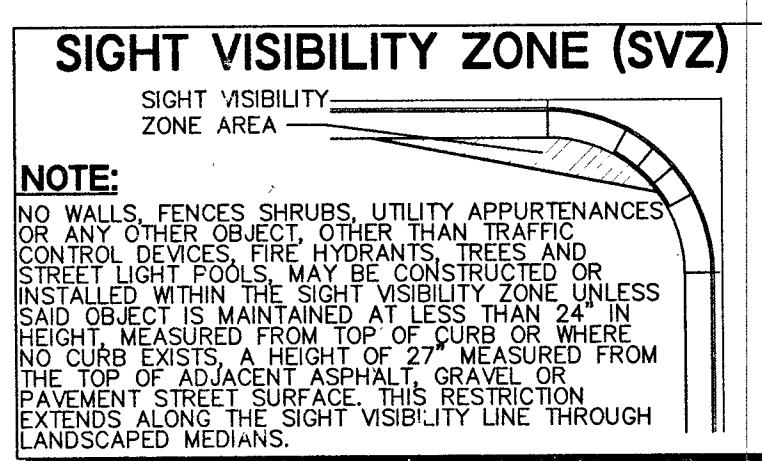 SIGHT VISIBILITY ZONE (SVZ)
SIGHT VISIBILITY
ZONE AREA
NOTE:
NO WALLS, FENCES SHRUBS, UTILITY APPURTENANCES
OR ANY OTHER OBJECT, OTHER THAN TRAFFIC
CONTROL DEVICES, FIRE HYDRANTS, TREES AND
STREET LIGHT POOLS, MAY BE CONSTRUCTED OR
INSTALLED WITHIN THE SIGHT VISIBILITY ZONE UNLESS
SAID OBJECT IS MAINTAINED AT LESS THAN 24" IN
HEIGHT, MEASURED FROM TOP OF CURB OR WHERE
NO CURB EXISTS, A HEIGHT OF 27" MEASURED FROM
THE TOP OF ADJACENT ASPHALT, GRAVEL OR
PAVEMENT STREET SURFACE. THIS RESTRICTION
EXTENDS ALONG THE SIGHT VISIBILITY LINE THROUGH
LANDSCAPED MEDIANS.